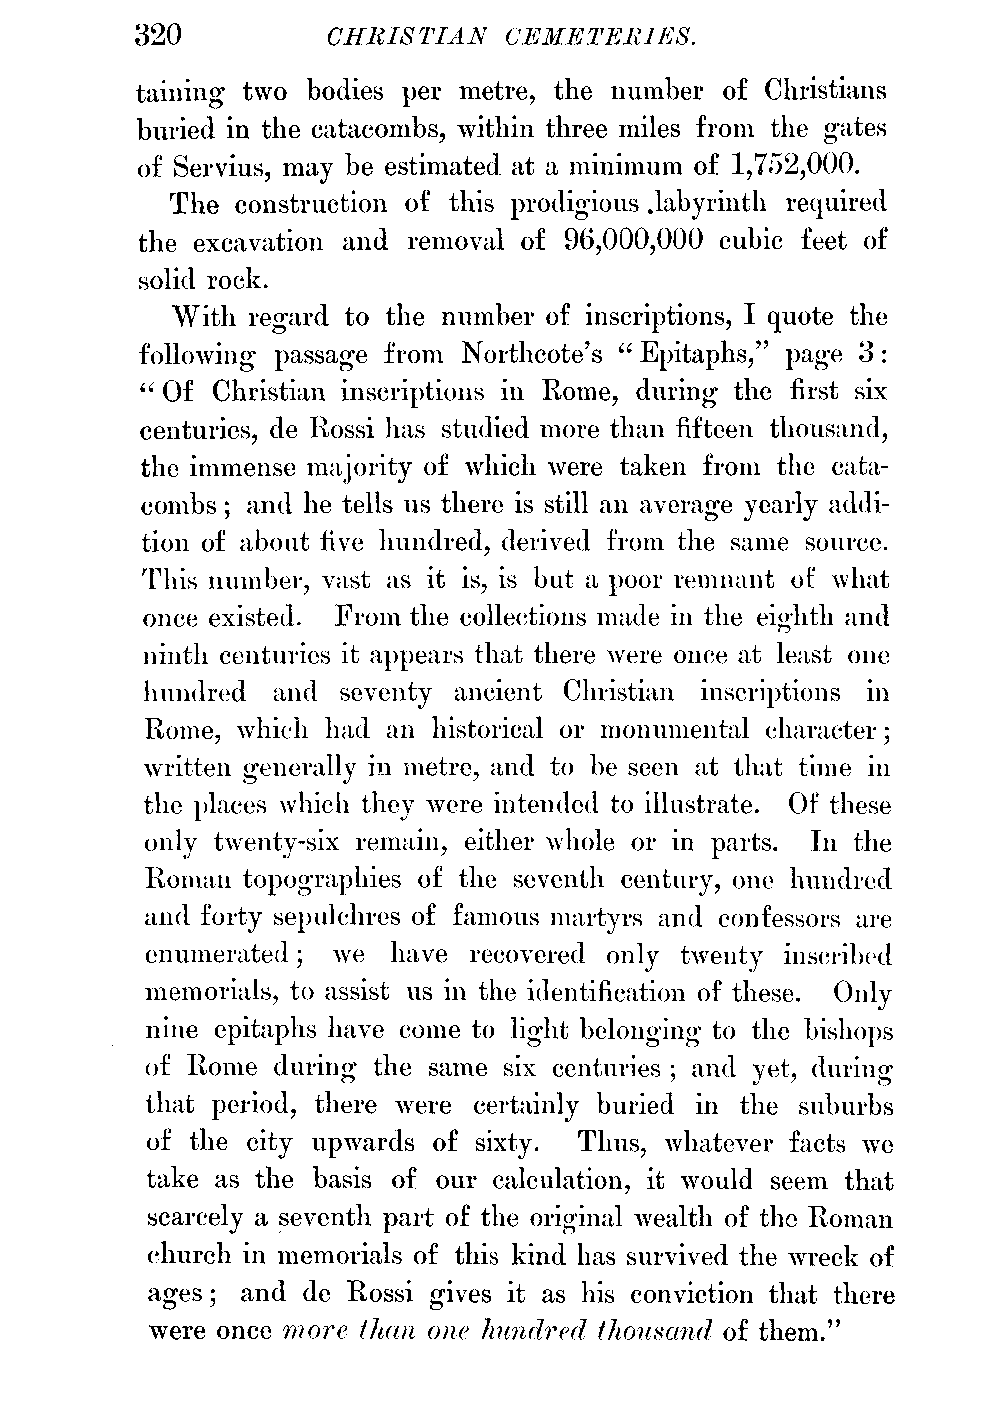 320 CHRISTIAN CEMETERIES.
taining two bodies per metre, the number of Christians
buried in the catacombs, within three miles from the gates
of Servius, may be estimated at a minimum of 1,752,000.
The construction of this prodigious .labyrinth required
the excavation and removal of 96,000,000 cubic feet of
solid rock.
With regard to the number of inscriptions, I quote the
following passage from Northcote's “ Epitaphs,” page 3 :
“ Of Christian inscriptions in Rome, during the first six
centuries, de Rossi has studied more than fifteen thousand,
the immense majority of which were taken from the cata-
combs ; and he tells us there is still an average yearly addi-
tion of about five hundred, derived from the same source.
This number, vast as it is, is but a poor remnant of what
once existed. From the collections made in the eighth and
ninth centuries it appears that there were once at least one
hundred and seventy ancient Christian inscriptions in
Rome, which had an historical or monumental character ;
written generally in metre, and to be seen at that time in
the places which they were intended to illustrate. Of these
only twenty-six remain, either whole or in parts. In the
Roman topographies of the seventh century, one hundred
and forty sepulchres of famous martyrs and confessors are
enumerated ; we have recovered only twenty inscribed
memorials, to assist us in the identification of these. Only
nine epitaphs have come to light belonging to the bishops
of Rome during the same six centuries ; and yet, during
that period, there were certainly buried in the suburbs
of the city upwards of sixty. Thus, whatever facts we
take as the basis of our calculation, it would seem that
scarcely a seventh part of the original wealth of the Roman
church in memorials of this kind has survived the wreck of
ages ; and de Rossi gives it as his conviction that there
were once more than one hundred thousand of them.”